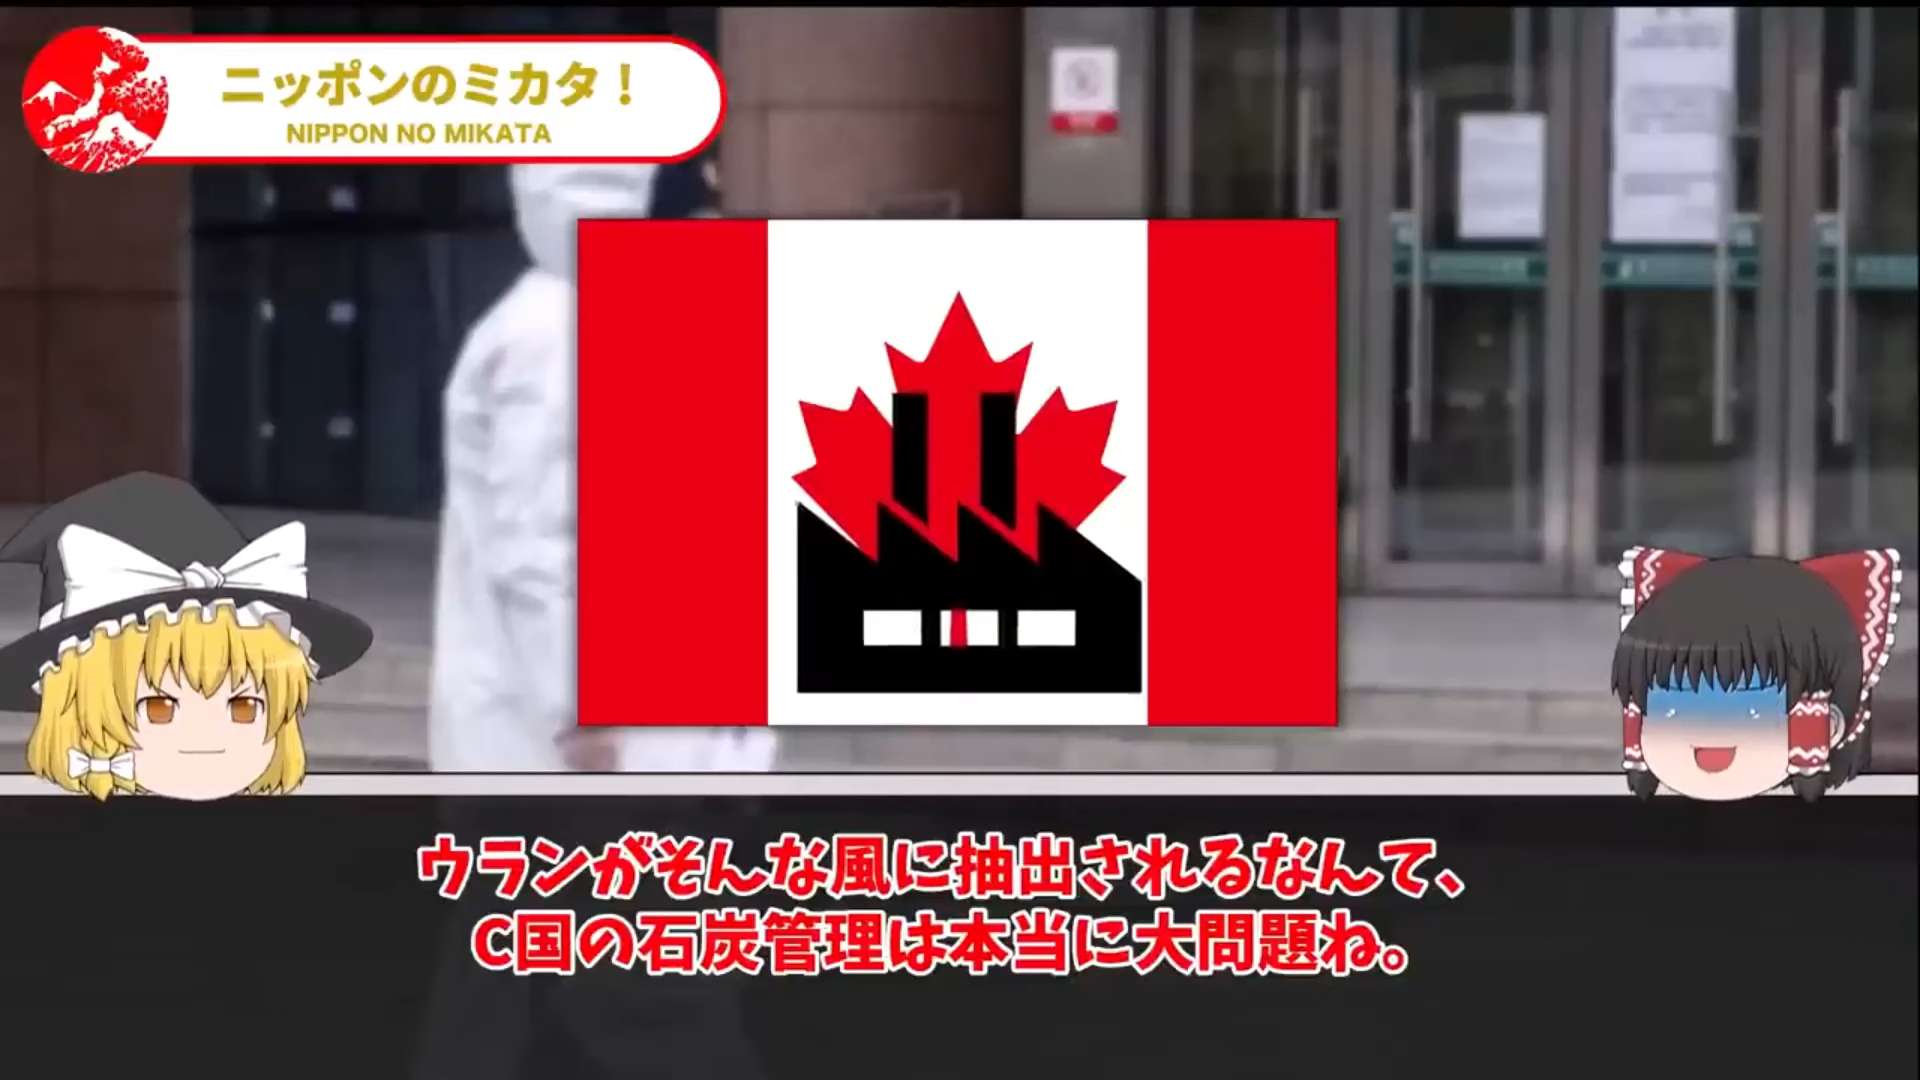 ニッポンのミカタ！
NIPPON NO MIKATA
ウランがそんな風に抽出されるなんて、
C国の石炭管理は本当に大問題ね。